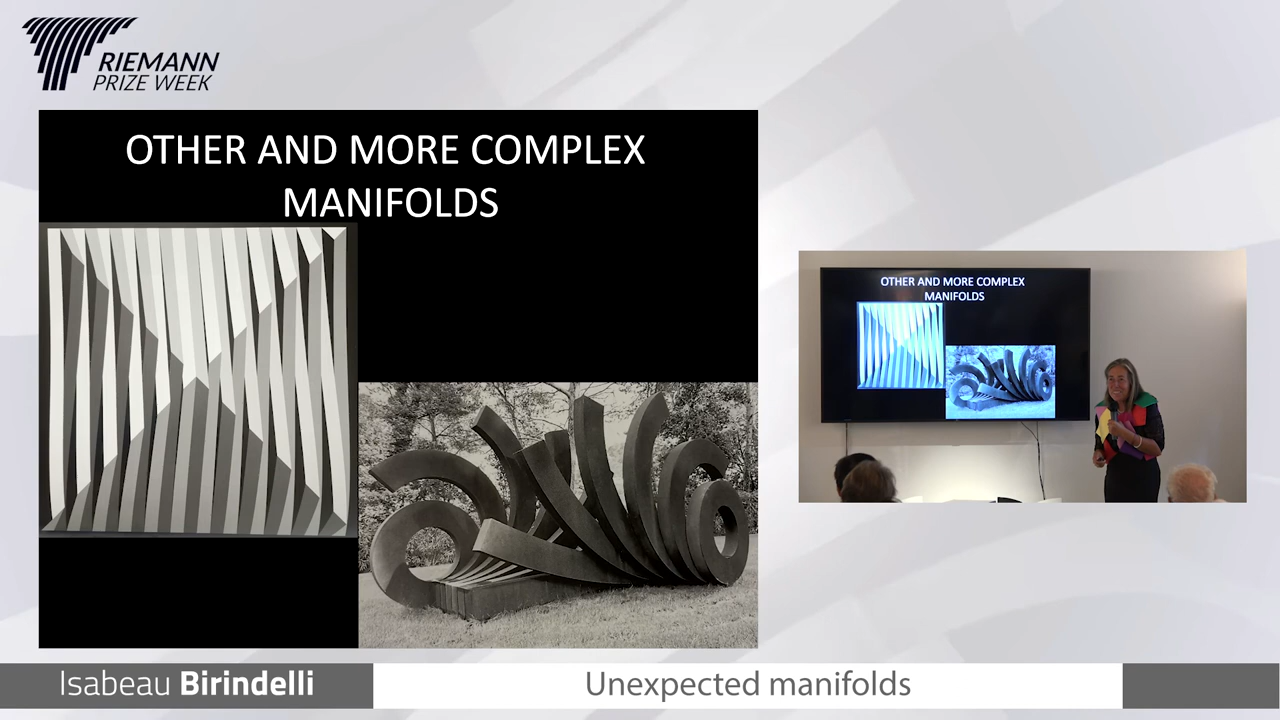 RIEMANN
PRIZE WEEK
OTHER AND MORE COMPLEX
MANIFOLDS
OTHER AND MORE COMPLEX
MANIFOLDS
Isabeau Birindelli
Unexpected manifolds